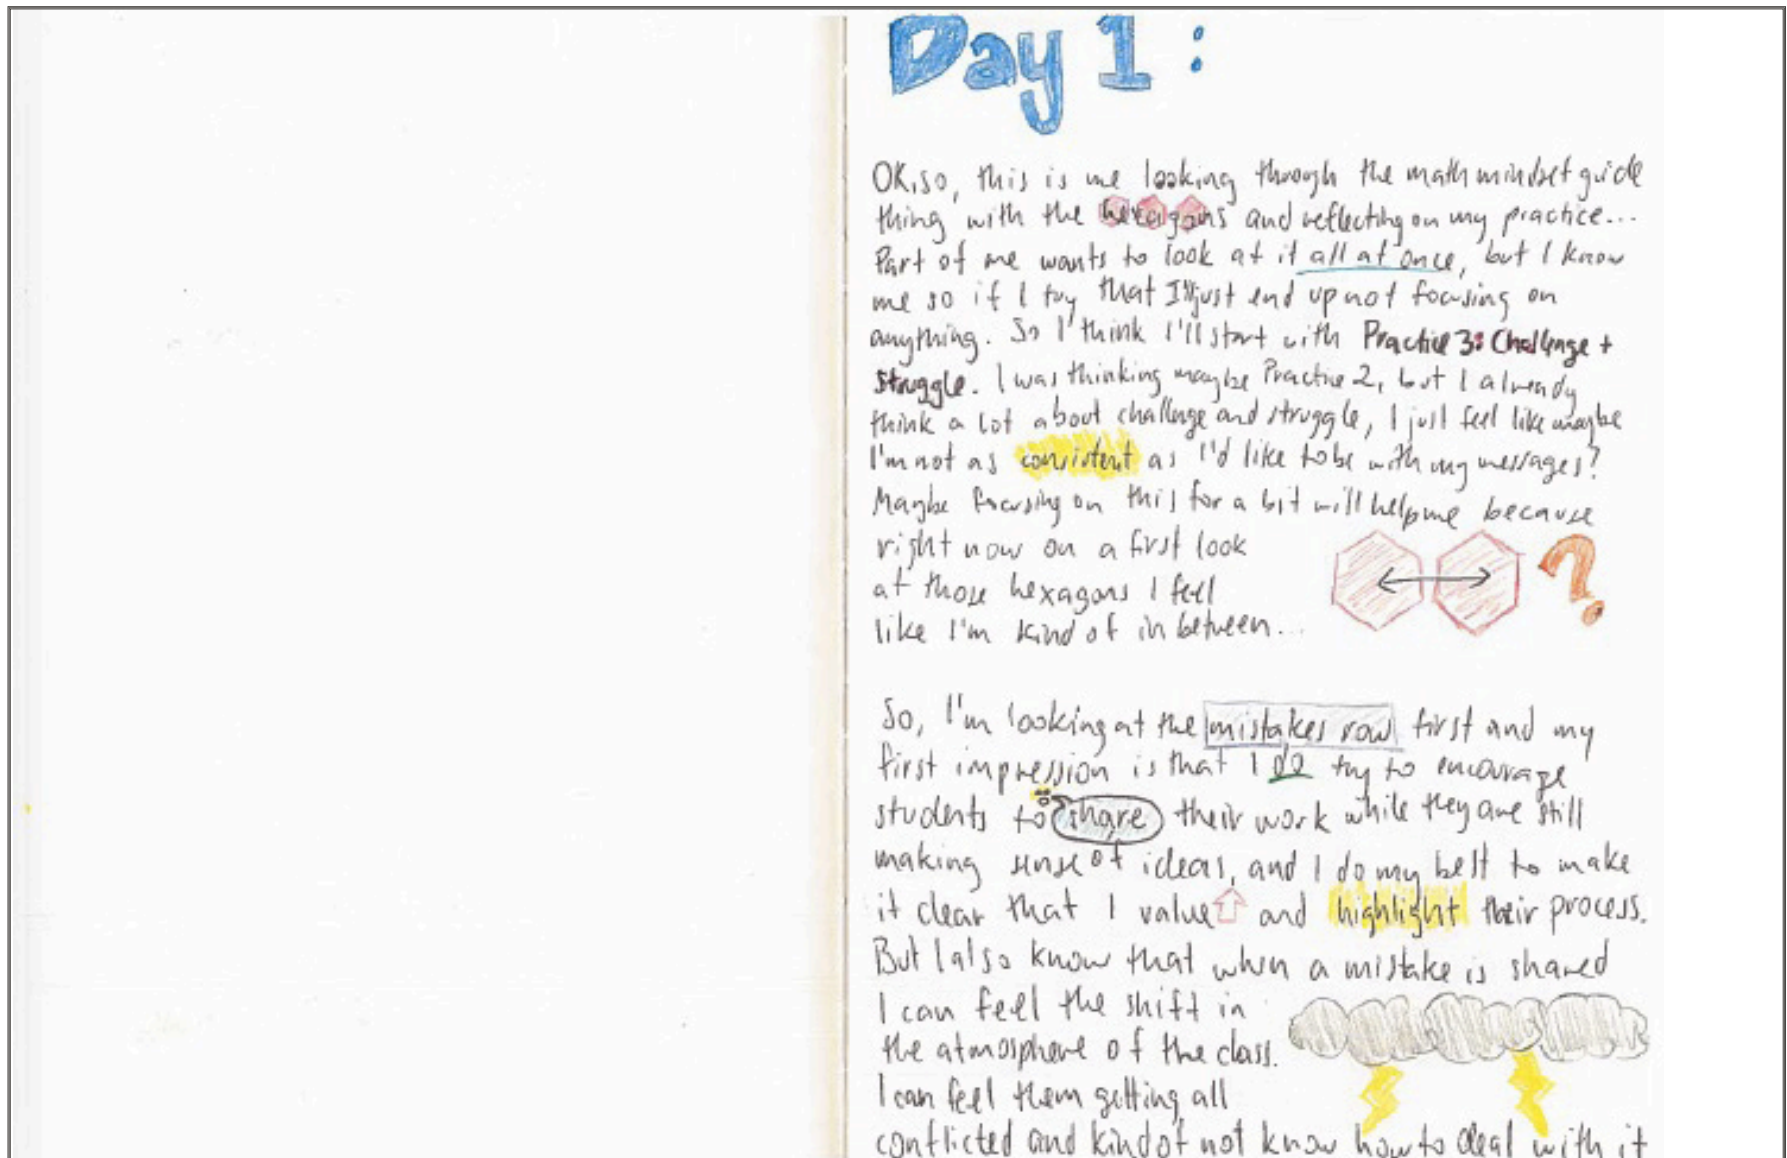 Day 1:
OK, so, this is me looking through the math mindset guide
thing with the hexagons and reflecting on my practice...
Part of me wants to look at it all at once, but I know
me so if I try that I'll just end up not focusing on
anything. So I think I'll start with Practice 3: Challenge +
Struggle. I was thinking maybe Practice 2, but I already
think a lot about challenge and struggle, I just feel like maybe
I'm not as consistent as I'd like to be with my messages?
Maybe focusing on this for a bit will help me because
right now on a first look
at those hexagons I feel
like I'm kind of in between...
?
So, I'm looking at the mistakes row first and my
first impression is that I do try to encourage
students to share their work while they are still
making sense of ideas, and I do my best to make
it clear that I value and highlight their process.
But I also know that when a mistake is shared
I can feel the shift in
the atmosphere of the class.
I can feel them getting all
conflicted and kind of not know how to deal with it